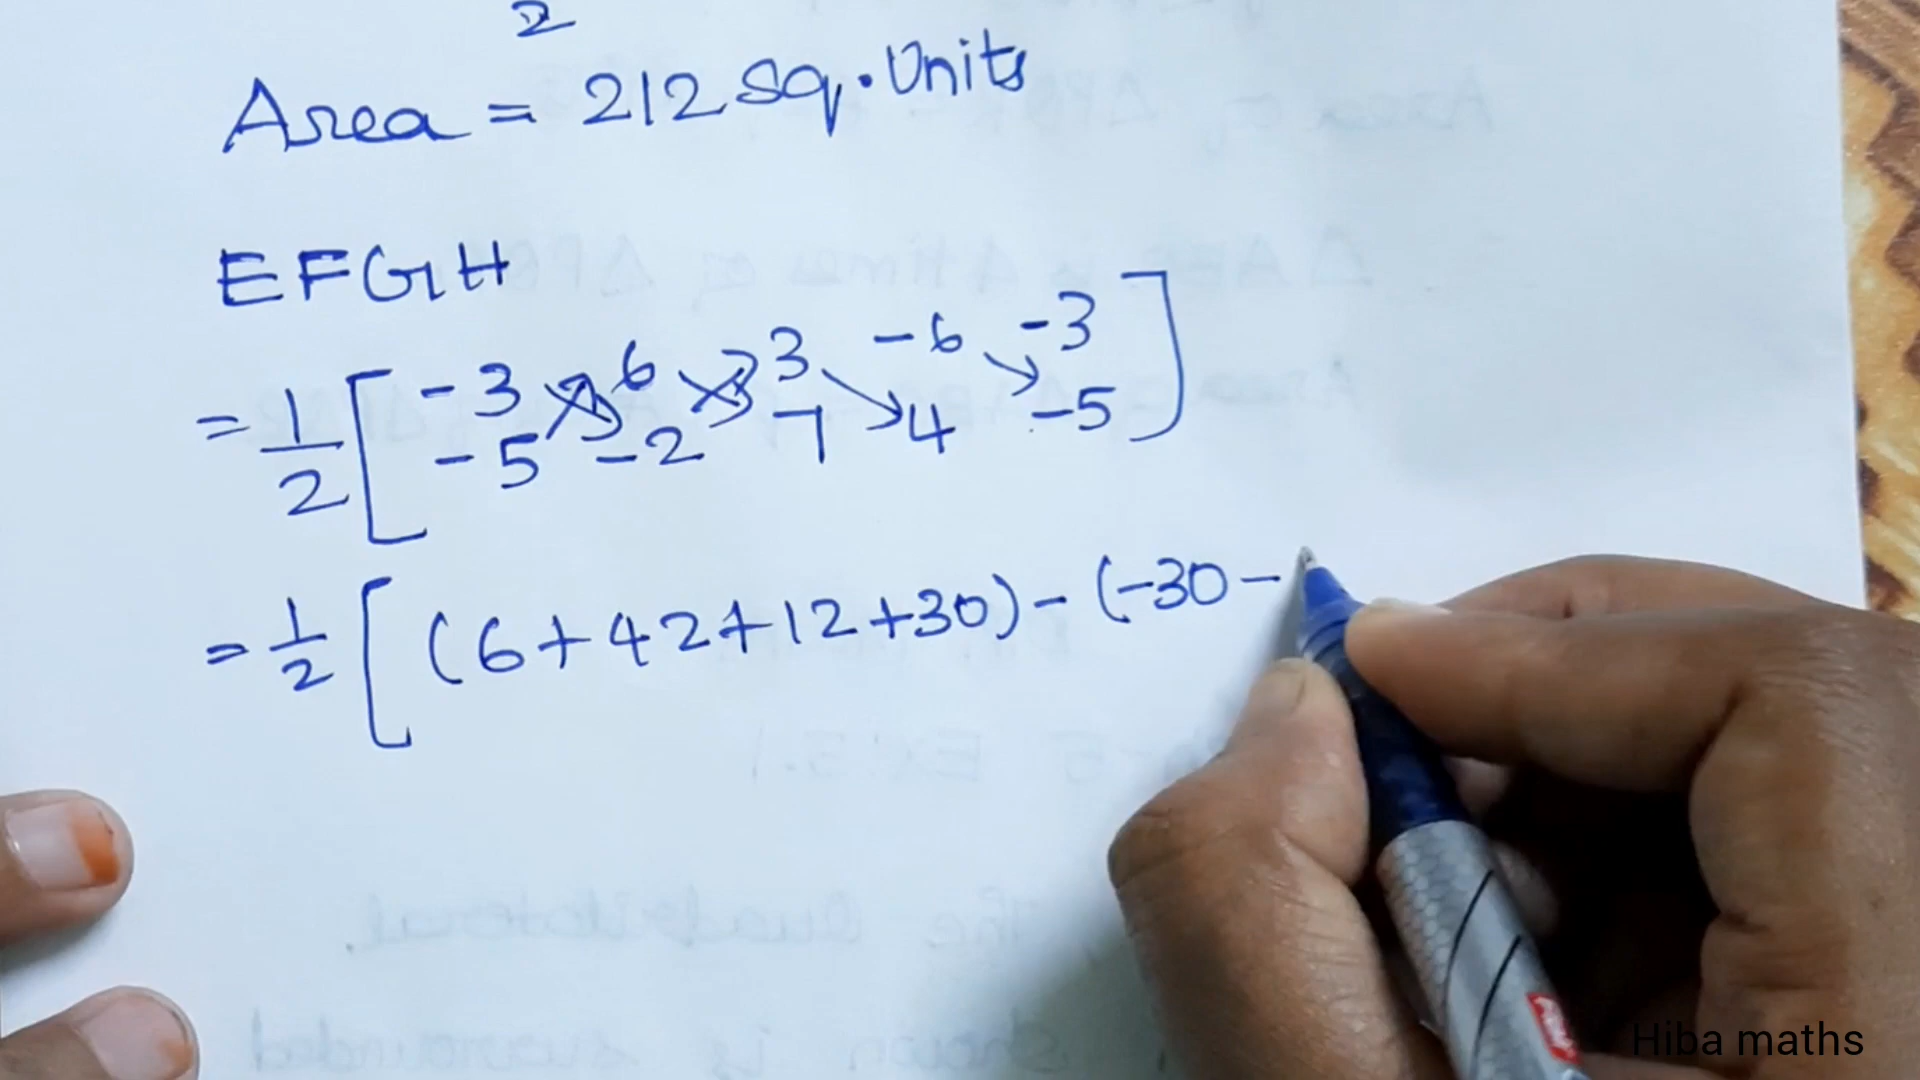 2
Area = 212 Sq. Units
EFGH
= 1/2 [ -3 6 3 -6 -3 ]
-5 -2 7 4 -5
= 1/2 [ (6+42+12+30) - (-30 -
Hiba maths